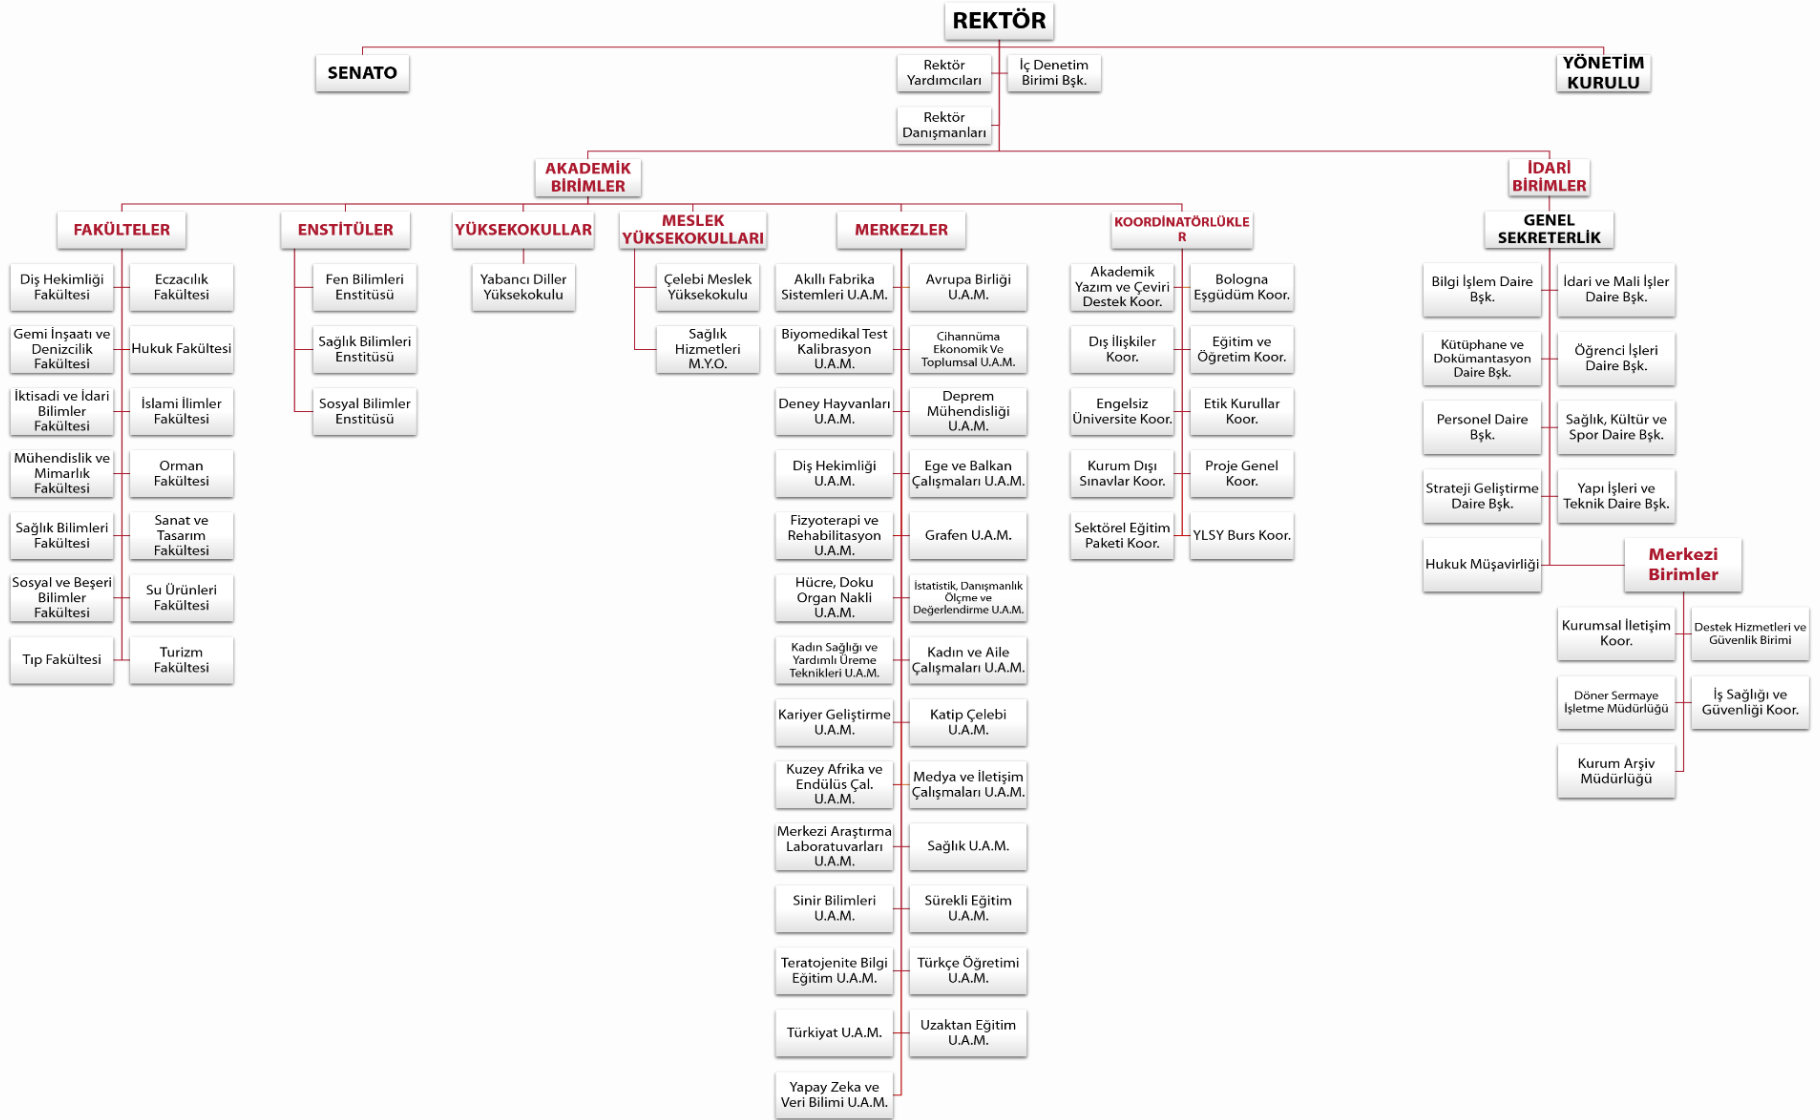 REKTÖR
SENATO
Rektör
Yardımcıları
İç Denetim
Birimi Bşk.
YÖNETİM
KURULU
Rektör
Danışmanları
AKADEMİK
BİRİMLER
İDARİ
BİRİMLER
FAKÜLTELER
ENSTİTÜLER
YÜKSEKOKULLAR
MESLEK
YÜKSEKOKULLARI
MERKEZLER
KOORDİNATÖRLÜKLE
R
GENEL
SEKRETERLİK
Diş Hekimliği
Fakültesi
Eczacılık
Fakültesi
Gemi İnşaatı ve
Denizcilik
Fakültesi
Hukuk Fakültesi
İktisadi ve İdari
Bilimler
Fakültesi
İslami İlimler
Fakültesi
Mühendislik ve
Mimarlık
Fakültesi
Orman
Fakültesi
Sağlık Bilimleri
Fakültesi
Sanat ve
Tasarım
Fakültesi
Sosyal ve Beşeri
Bilimler
Fakültesi
Su Ürünleri
Fakültesi
Tıp Fakültesi
Turizm
Fakültesi
Fen Bilimleri
Enstitüsü
Sağlık Bilimleri
Enstitüsü
Sosyal Bilimler
Enstitüsü
Yabancı Diller
Yüksekokulu
Çelebi Meslek
Yüksekokulu
Sağlık
Hizmetleri
M.Y.O.
Akıllı Fabrika
Sistemleri U.A.M.
Avrupa Birliği
U.A.M.
Biyomedikal Test
Kalibrasyon
U.A.M.
Cihannüma
Ekonomik Ve
Toplumsal U.A.M.
Deney Hayvanları
U.A.M.
Deprem
Mühendisliği
U.A.M.
Diş Hekimliği
U.A.M.
Ege ve Balkan
Çalışmaları U.A.M.
Fizyoterapi ve
Rehabilitasyon
U.A.M.
Grafen U.A.M.
Hücre, Doku
Organ Nakli
U.A.M.
İstatistik, Danışmanlık
Ölçme ve
Değerlendirme U.A.M.
Kadın Sağlığı ve
Yardımlı Üreme
Teknikleri U.A.M.
Kadın ve Aile
Çalışmaları U.A.M.
Kariyer Geliştirme
U.A.M.
Katip Çelebi
U.A.M.
Kuzey Afrika ve
Endülüs Çal.
U.A.M.
Medya ve İletişim
Çalışmaları U.A.M.
Merkezi Araştırma
Laboratuvarları
U.A.M.
Sağlık U.A.M.
Sinir Bilimleri
U.A.M.
Sürekli Eğitim
U.A.M.
Teratojenite Bilgi
Eğitim U.A.M.
Türkçe Öğretimi
U.A.M.
Türkiyat U.A.M.
Uzaktan Eğitim
U.A.M.
Yapay Zeka ve
Veri Bilimi U.A.M.
Akademik
Yazım ve Çeviri
Destek Koor.
Bologna
Eşgüdüm Koor.
Dış İlişkiler
Koor.
Eğitim ve
Öğretim Koor.
Engelsiz
Üniversite Koor.
Etik Kurullar
Koor.
Kurum Dışı
Sınavlar Koor.
Proje Genel
Koor.
Sektörel Eğitim
Paketi Koor.
YLSY Burs Koor.
Bilgi İşlem Daire
Bşk.
İdari ve Mali İşler
Daire Bşk.
Kütüphane ve
Dokümantasyon
Daire Bşk.
Öğrenci İşleri
Daire Bşk.
Personel Daire
Bşk.
Sağlık, Kültür ve
Spor Daire Bşk.
Strateji Geliştirme
Daire Bşk.
Yapı İşleri ve
Teknik Daire Bşk.
Hukuk Müşavirliği
Merkezi
Birimler
Kurumsal İletişim
Koor.
Destek Hizmetleri ve
Güvenlik Birimi
Döner Sermaye
İşletme Müdürlüğü
İş Sağlığı ve
Güvenliği Koor.
Kurum Arşiv
Müdürlüğü